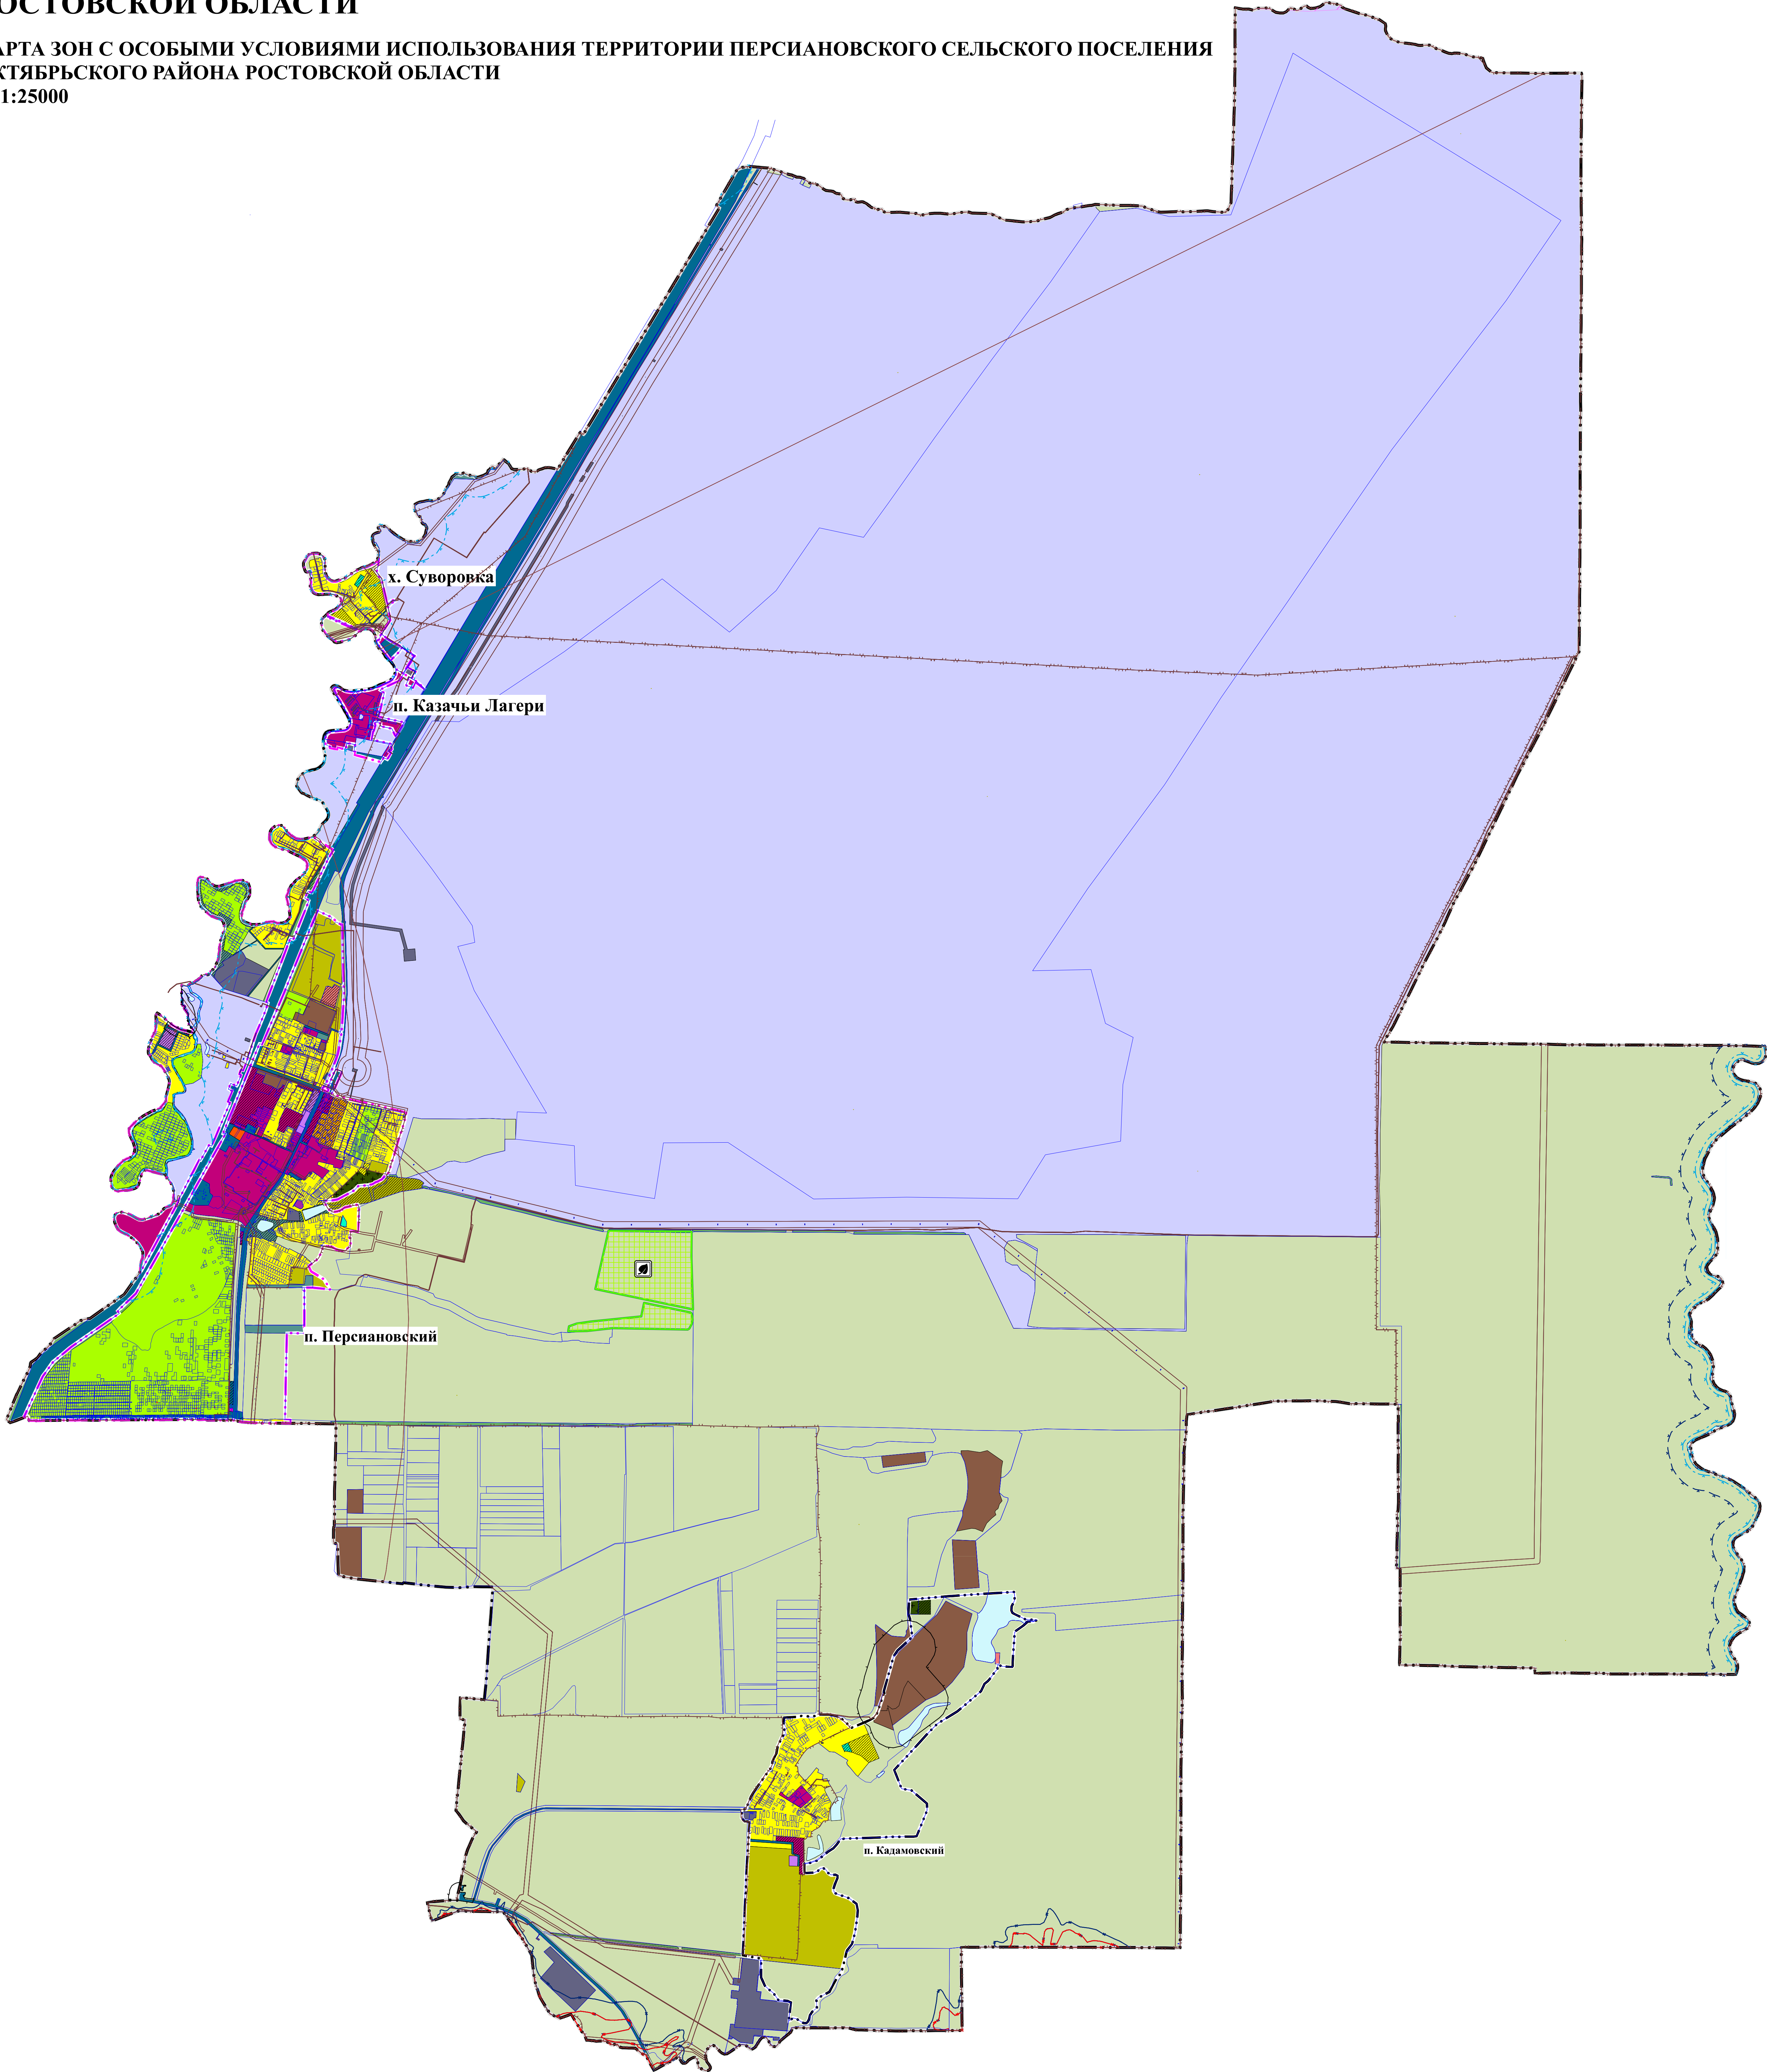 ОСТОВСКОЙ ОБЛАСТИ
АРТА ЗОН С ОСОБЫМИ УСЛОВИЯМИ ИСПОЛЬЗОВАНИЯ ТЕРРИТОРИИ ПЕРСИАНОВСКОГО СЕЛЬСКОГО ПОСЕЛЕНИЯ
КТЯБРЬСКОГО РАЙОНА РОСТОВСКОЙ ОБЛАСТИ
1:25000
х. Суворовка
п. Казачьи Лагери
п. Персиановский
п. Кадамовский